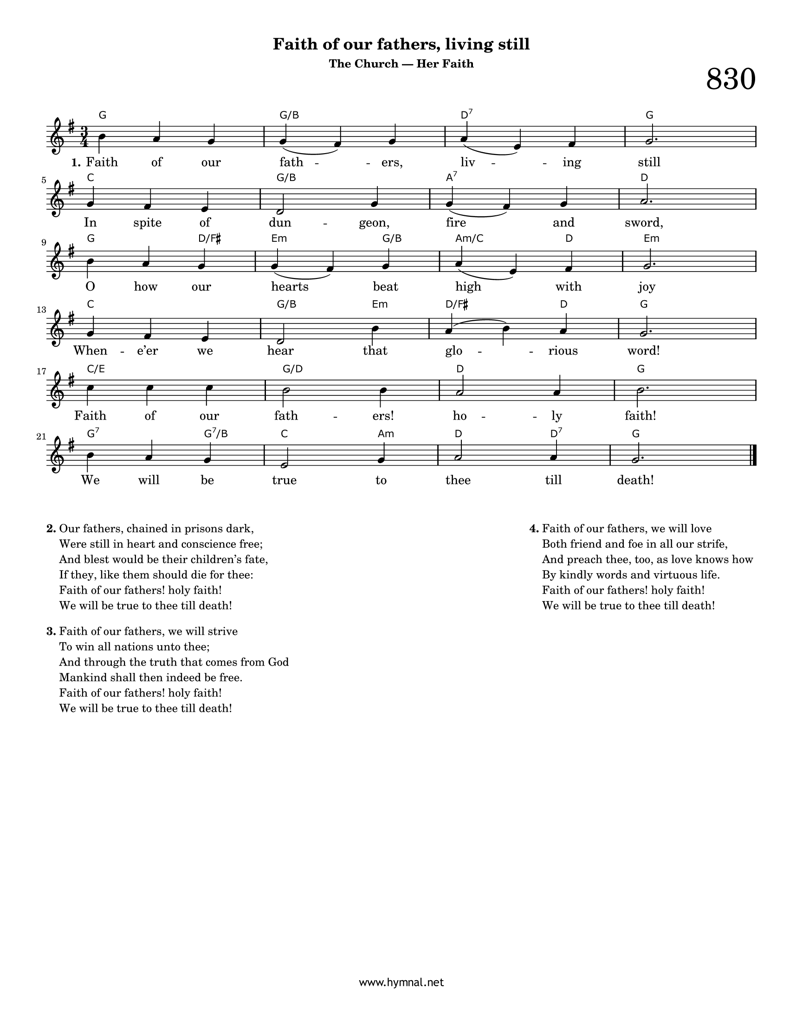 Faith of our fathers, living still
The Church — Her Faith
830
G G/B D7 G
3 4
1. Faith of our fath - - ers, liv - - ing still
C G/B A7 D
5
In spite of dun - geon, fire and sword,
G D/F♯ Em G/B Am/C D Em
9
O how our hearts beat high with joy
C G/B Em D/F♯ D G
13
When - e'er we hear that glo - - rious word!
C/E G/D D G
17
Faith of our fath - ers! ho - - ly faith!
G7 G7/B C Am D D7 G
21
We will be true to thee till death!
2. Our fathers, chained in prisons dark,
Were still in heart and conscience free;
And blest would be their children's fate,
If they, like them should die for thee:
Faith of our fathers! holy faith!
We will be true to thee till death!
3. Faith of our fathers, we will strive
To win all nations unto thee;
And through the truth that comes from God
Mankind shall then indeed be free.
Faith of our fathers! holy faith!
We will be true to thee till death!
4. Faith of our fathers, we will love
Both friend and foe in all our strife,
And preach thee, too, as love knows how
By kindly words and virtuous life.
Faith of our fathers! holy faith!
We will be true to thee till death!
www.hymnal.net